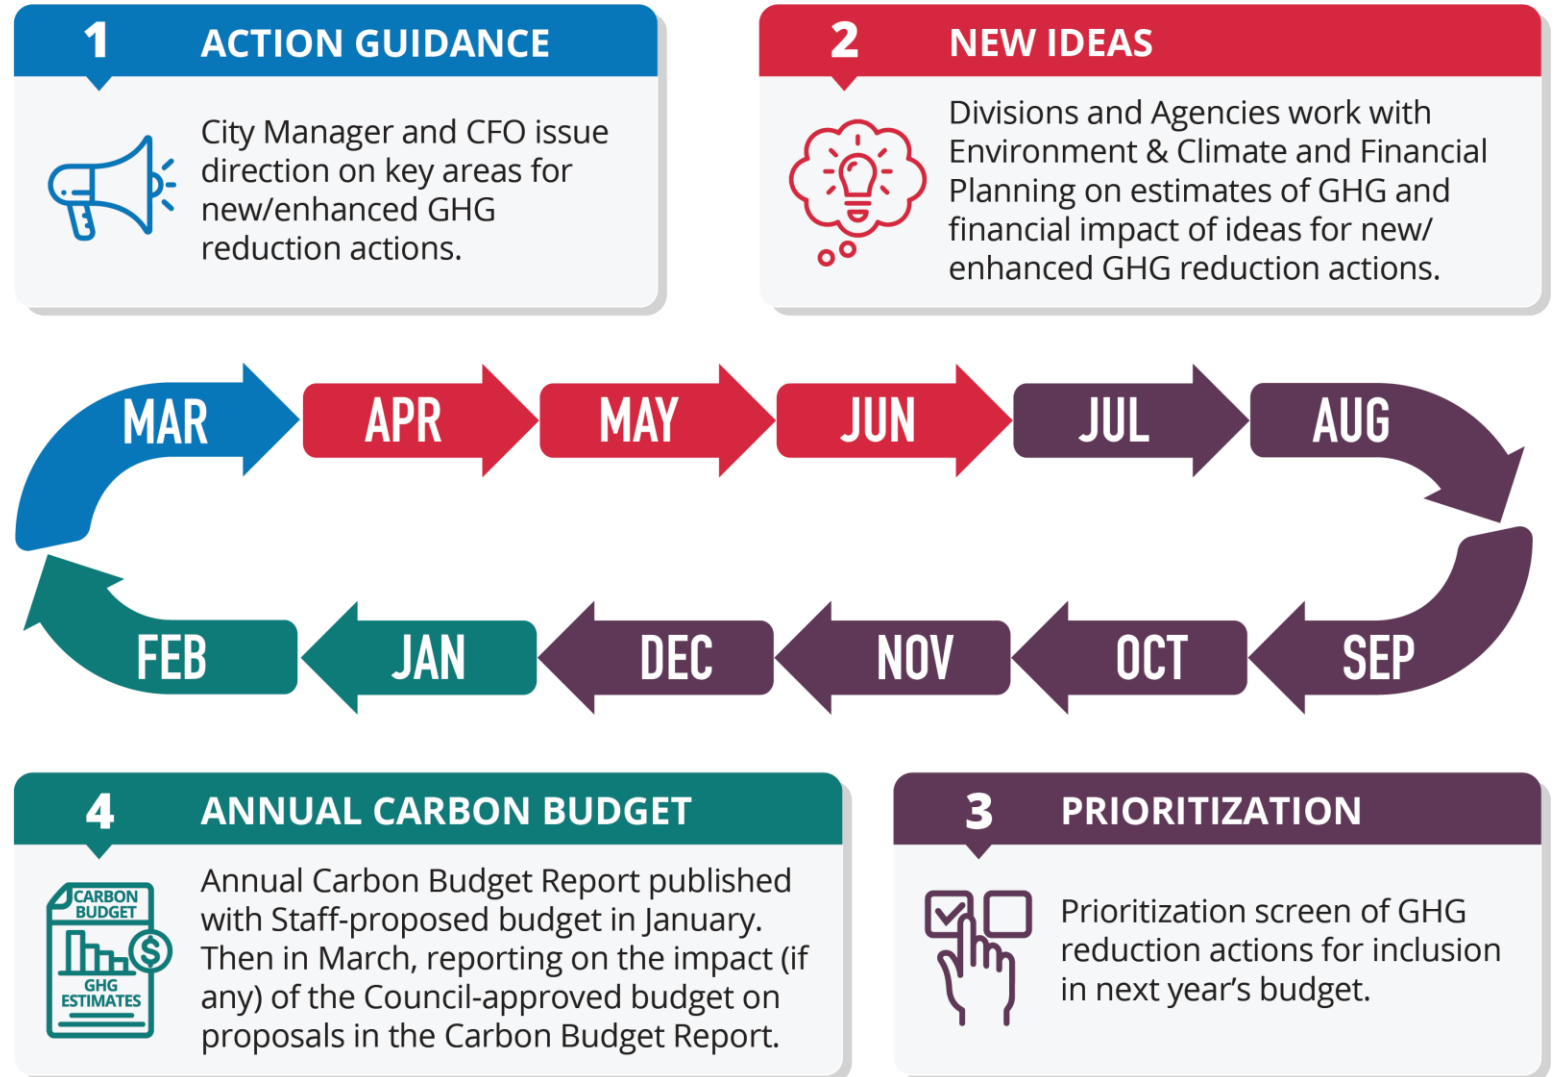 1 ACTION GUIDANCE
City Manager and CFO issue
direction on key areas for
new/enhanced GHG
reduction actions.
2 NEW IDEAS
Divisions and Agencies work with
Environment & Climate and Financial
Planning on estimates of GHG and
financial impact of ideas for new/
enhanced GHG reduction actions.
MAR
APR
MAY
JUN
JUL
AUG
SEP
OCT
NOV
DEC
JAN
FEB
4 ANNUAL CARBON BUDGET
CARBON
BUDGET
$
GHG
ESTIMATES
Annual Carbon Budget Report published
with Staff-proposed budget in January.
Then in March, reporting on the impact (if
any) of the Council-approved budget on
proposals in the Carbon Budget Report.
3 PRIORITIZATION
Prioritization screen of GHG
reduction actions for inclusion
in next year’s budget.